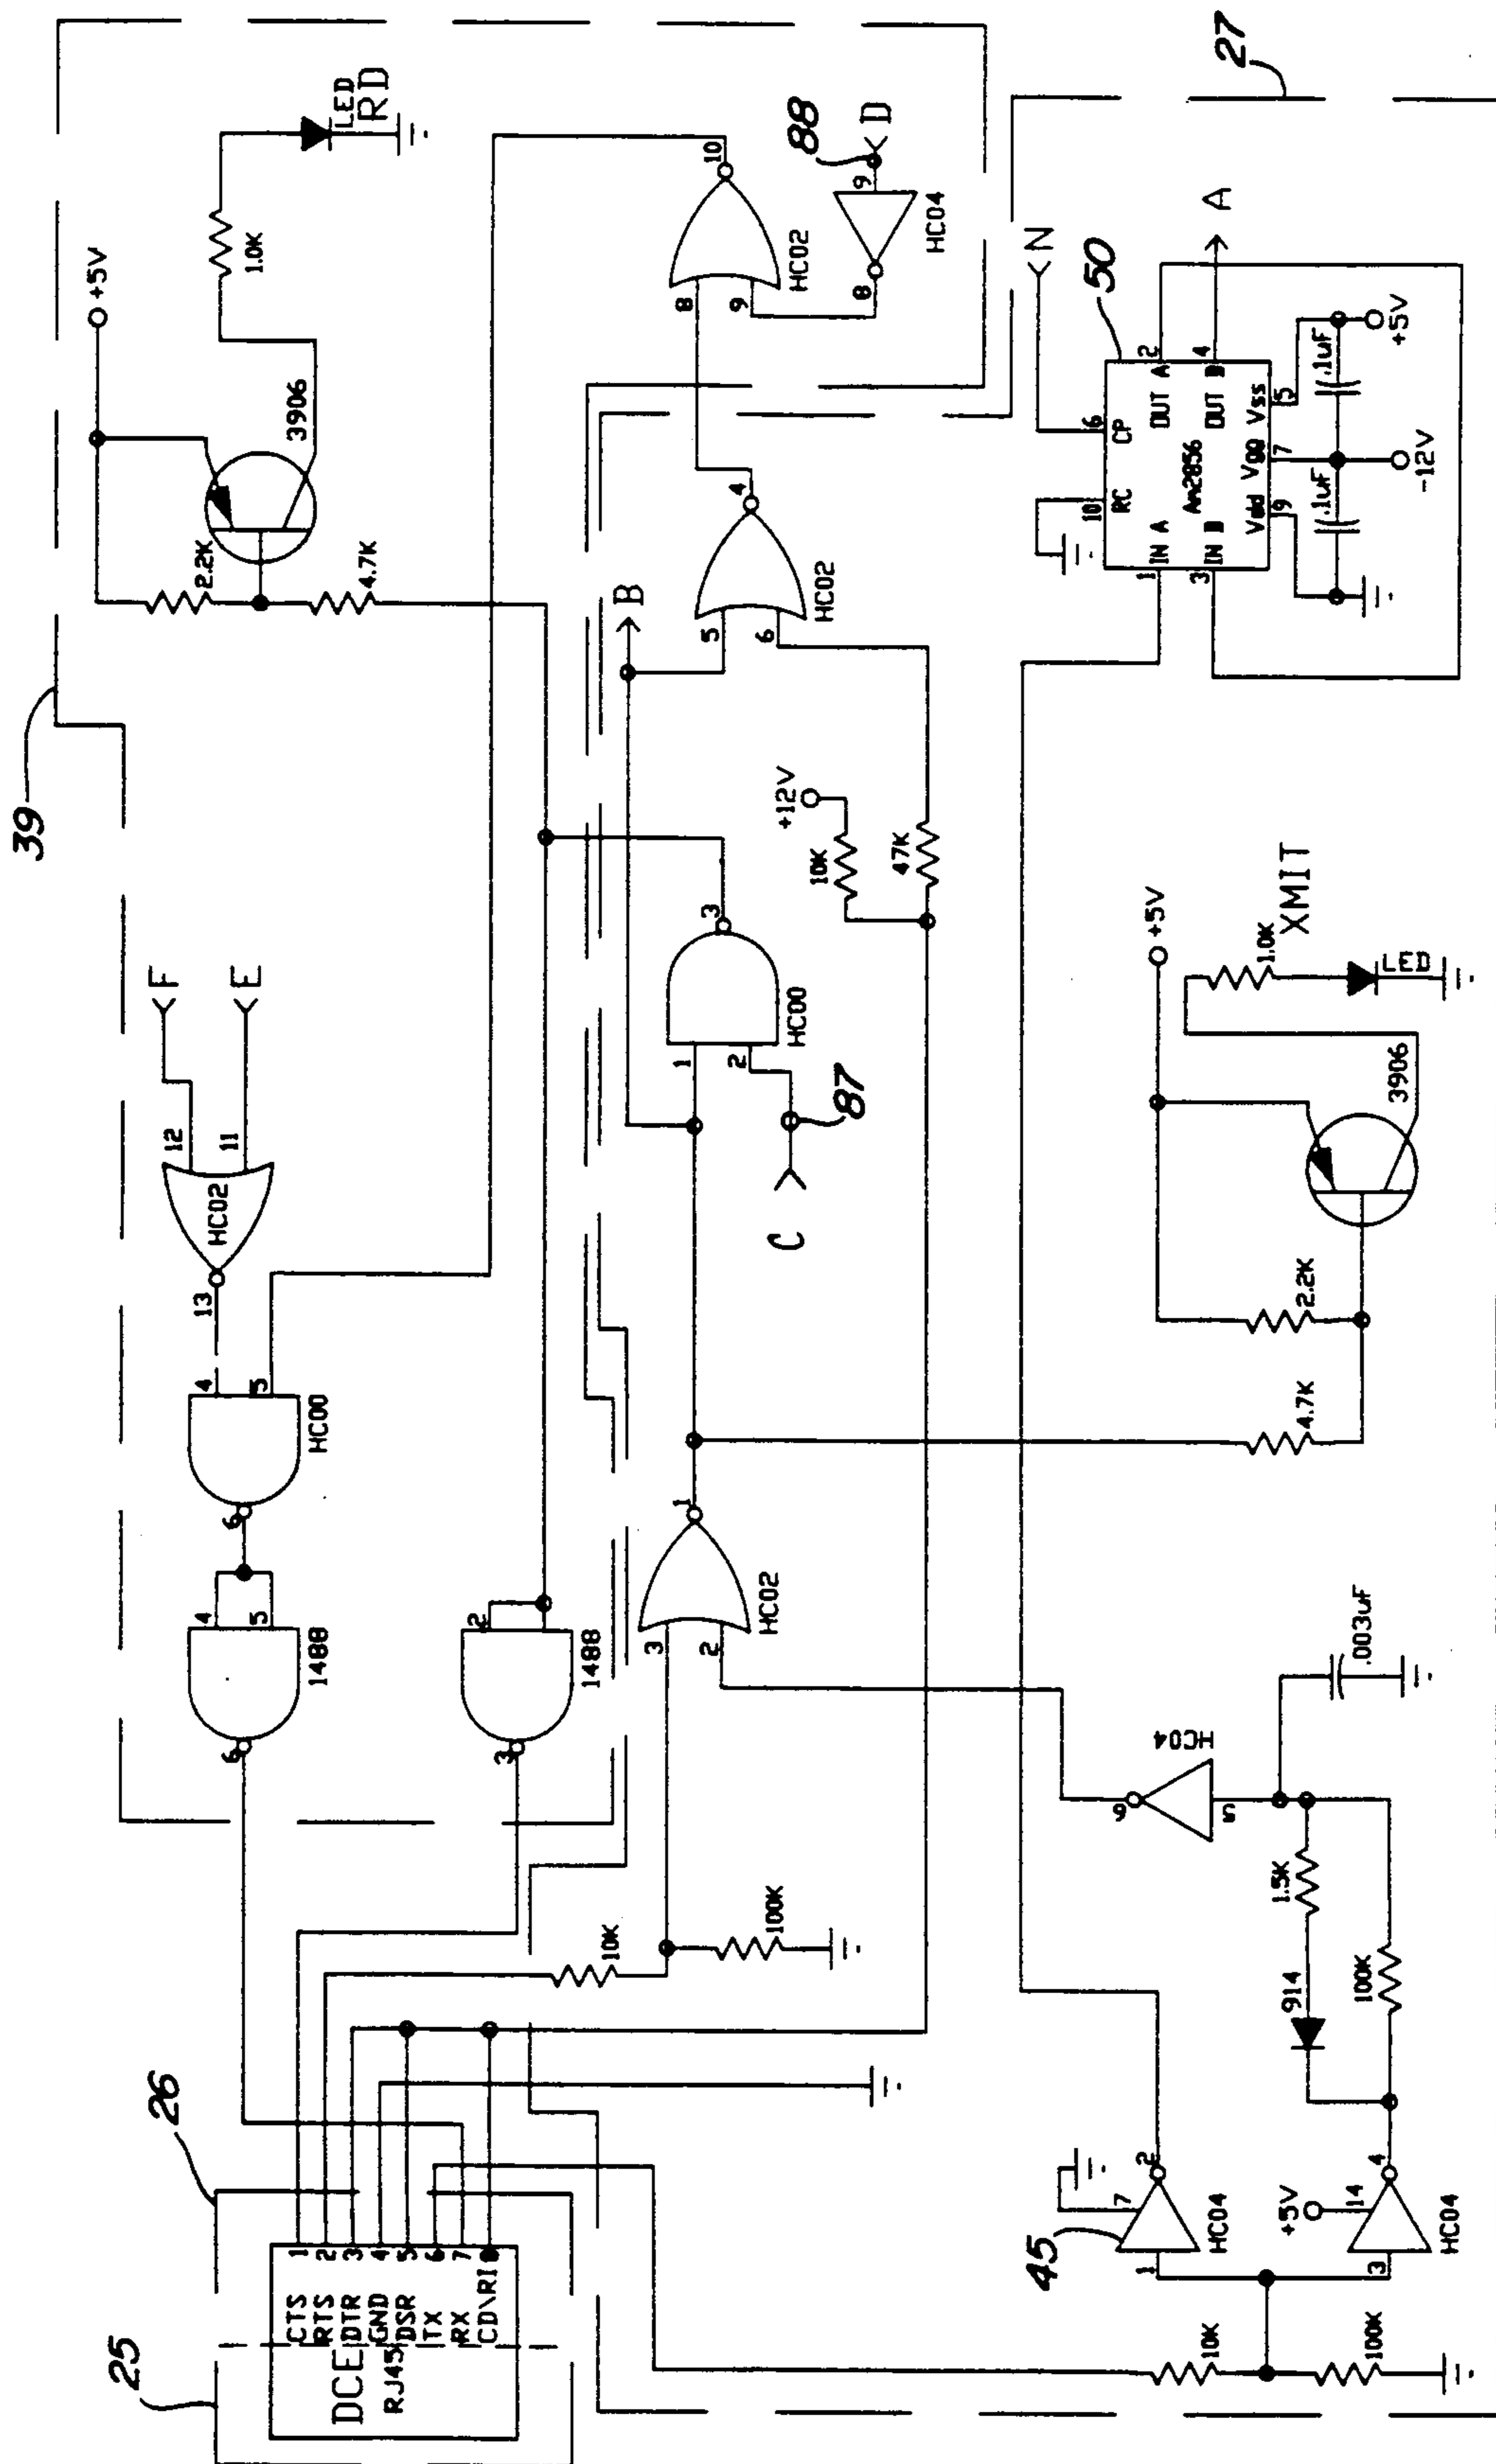 39
+5V
2.2K
4.7K
3906
1.0K
LED
RD
F
E
12
11
HC02
13
4
5
HC00
6
4
5
1488
6
2
1488
3
10
8
9
HC02
88
D
9
8
HC04
4
5
6
HC02
B
+12V
10K
47K
3
1
2
HC00
C
87
1
3
2
HC02
26
25
DCE
RJ45
CTS
RTS
DTR
GND
DSR
TX
RX
CD\RI
1
2
3
4
5
6
7
8
10K
100K
27
N
50
A
10
6
RC
CP
1
IN A
OUT A
2
Am2856
3
IN B
OUT B
4
Vdd
VGG
Vss
9
7
5
.1uF
.1uF
-12V
+5V
+5V
1.0K
XMIT
LED
3906
2.2K
4.7K
.003uF
HC04
6
5
1.5K
914
100K
45
7
1
2
HC04
+5V
14
3
4
HC04
10K
100K